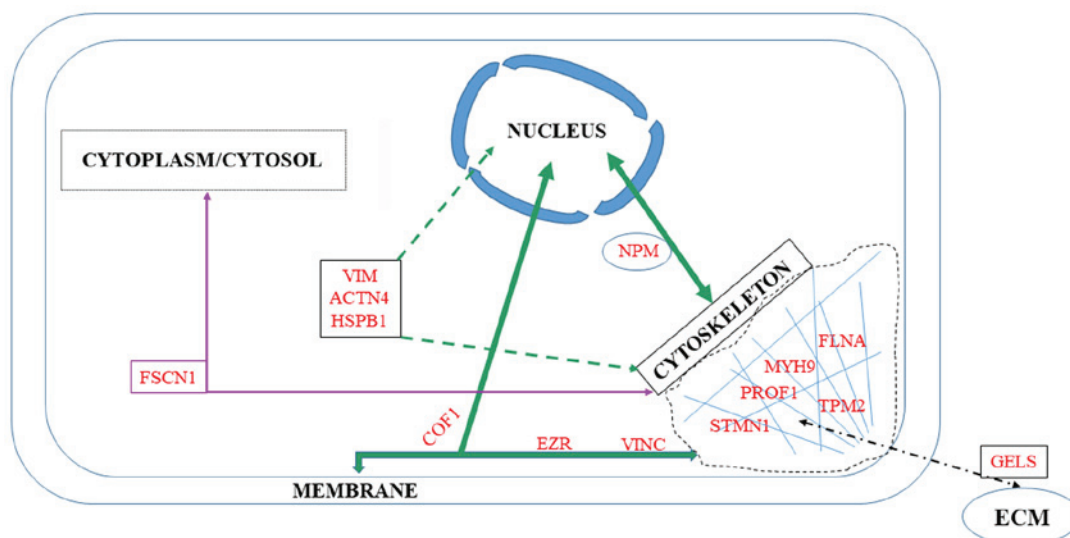 NUCLEUS
CYTOPLASM/CYTOSOL
NPM
VIM
ACTN4
HSPB1
CYTOSKELETON
FLNA
MYH9
PROF1
TPM2
STMN1
FSCN1
COF1
EZR
VINC
MEMBRANE
GELS
ECM